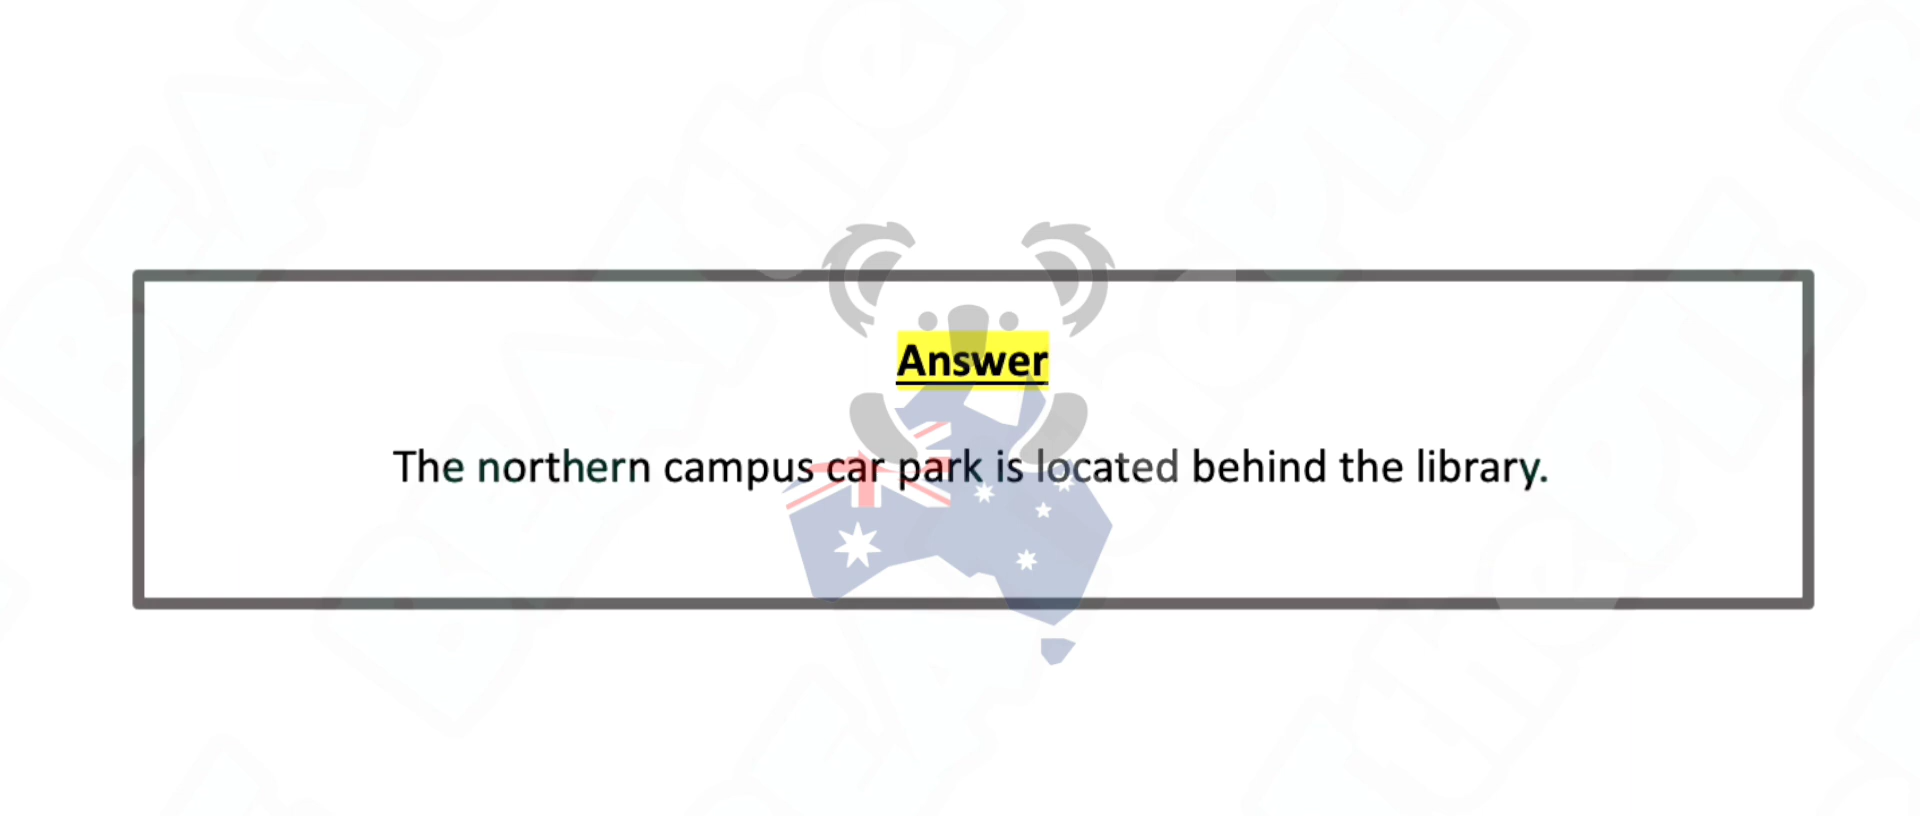 Answer
The northern campus car park is located behind the library.